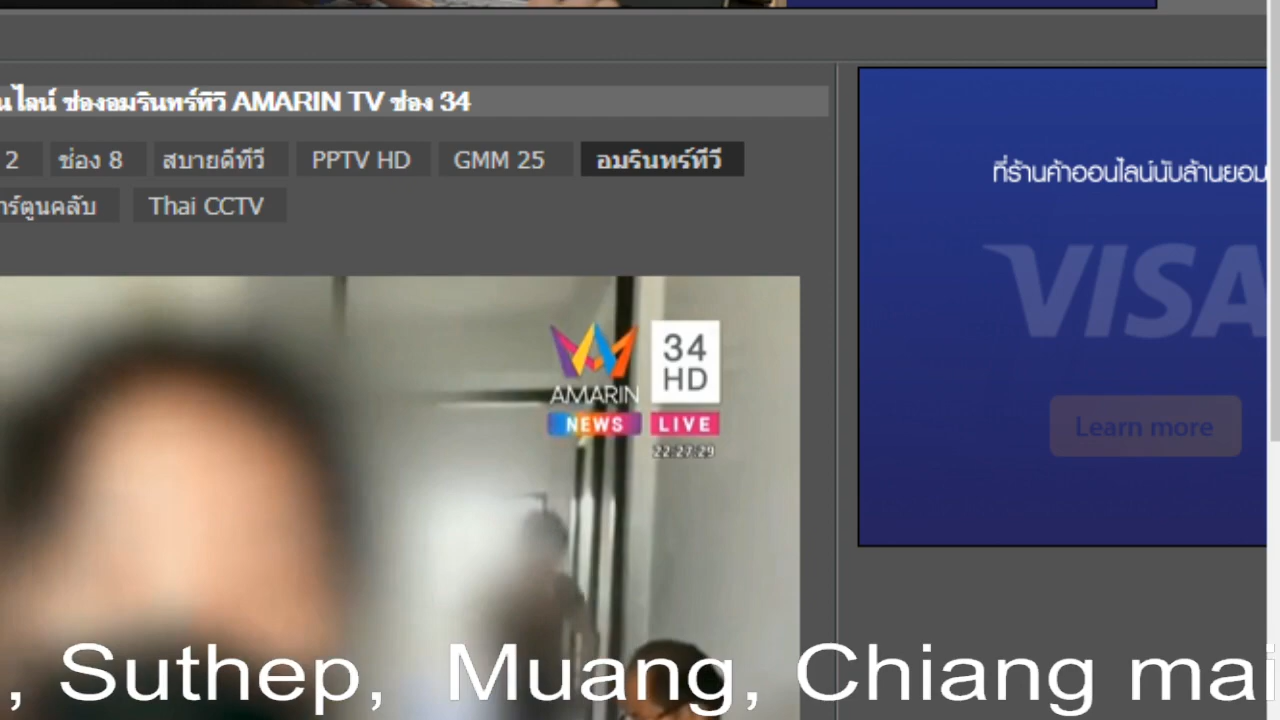 นไลน์ ช่องอมรินทร์ทีวี AMARIN TV ช่อง 34
2 ช่อง 8 สบายดีทีวี PPTV HD GMM 25 อมรินทร์ทีวี
าร์ตูนคลับ Thai CCTV
ที่ร้านค้าออนไลน์นับล้านยอม
VISA
Learn more
34
HD
AMARIN
NEWS LIVE
22:27:29
, Suthep, Muang, Chiang mai